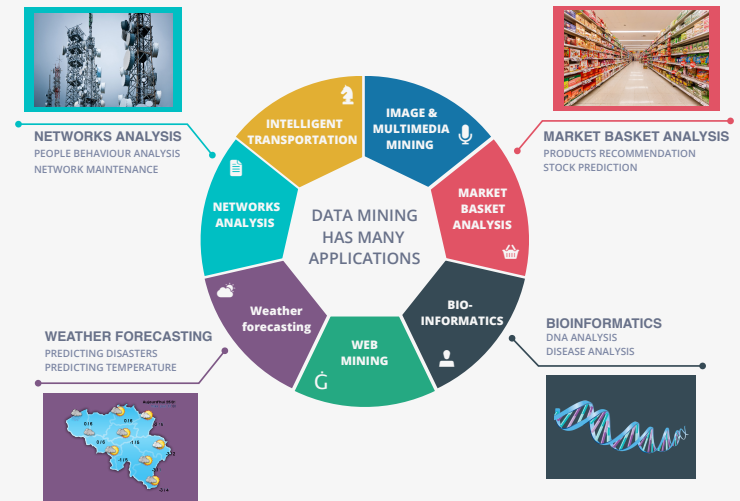 NETWORKS ANALYSIS
PEOPLE BEHAVIOUR ANALYSIS
NETWORK MAINTENANCE
MARKET BASKET ANALYSIS
PRODUCTS RECOMMENDATION
STOCK PREDICTION
INTELLIGENT
TRANSPORTATION
IMAGE &
MULTIMEDIA
MINING
NETWORKS
ANALYSIS
MARKET
BASKET
ANALYSIS
DATA MINING
HAS MANY
APPLICATIONS
Weather
forecasting
BIO-
INFORMATICS
WEB
MINING
Ġ
WEATHER FORECASTING
PREDICTING DISASTERS
PREDICTING TEMPERATURE
BIOINFORMATICS
DNA ANALYSIS
DISEASE ANALYSIS